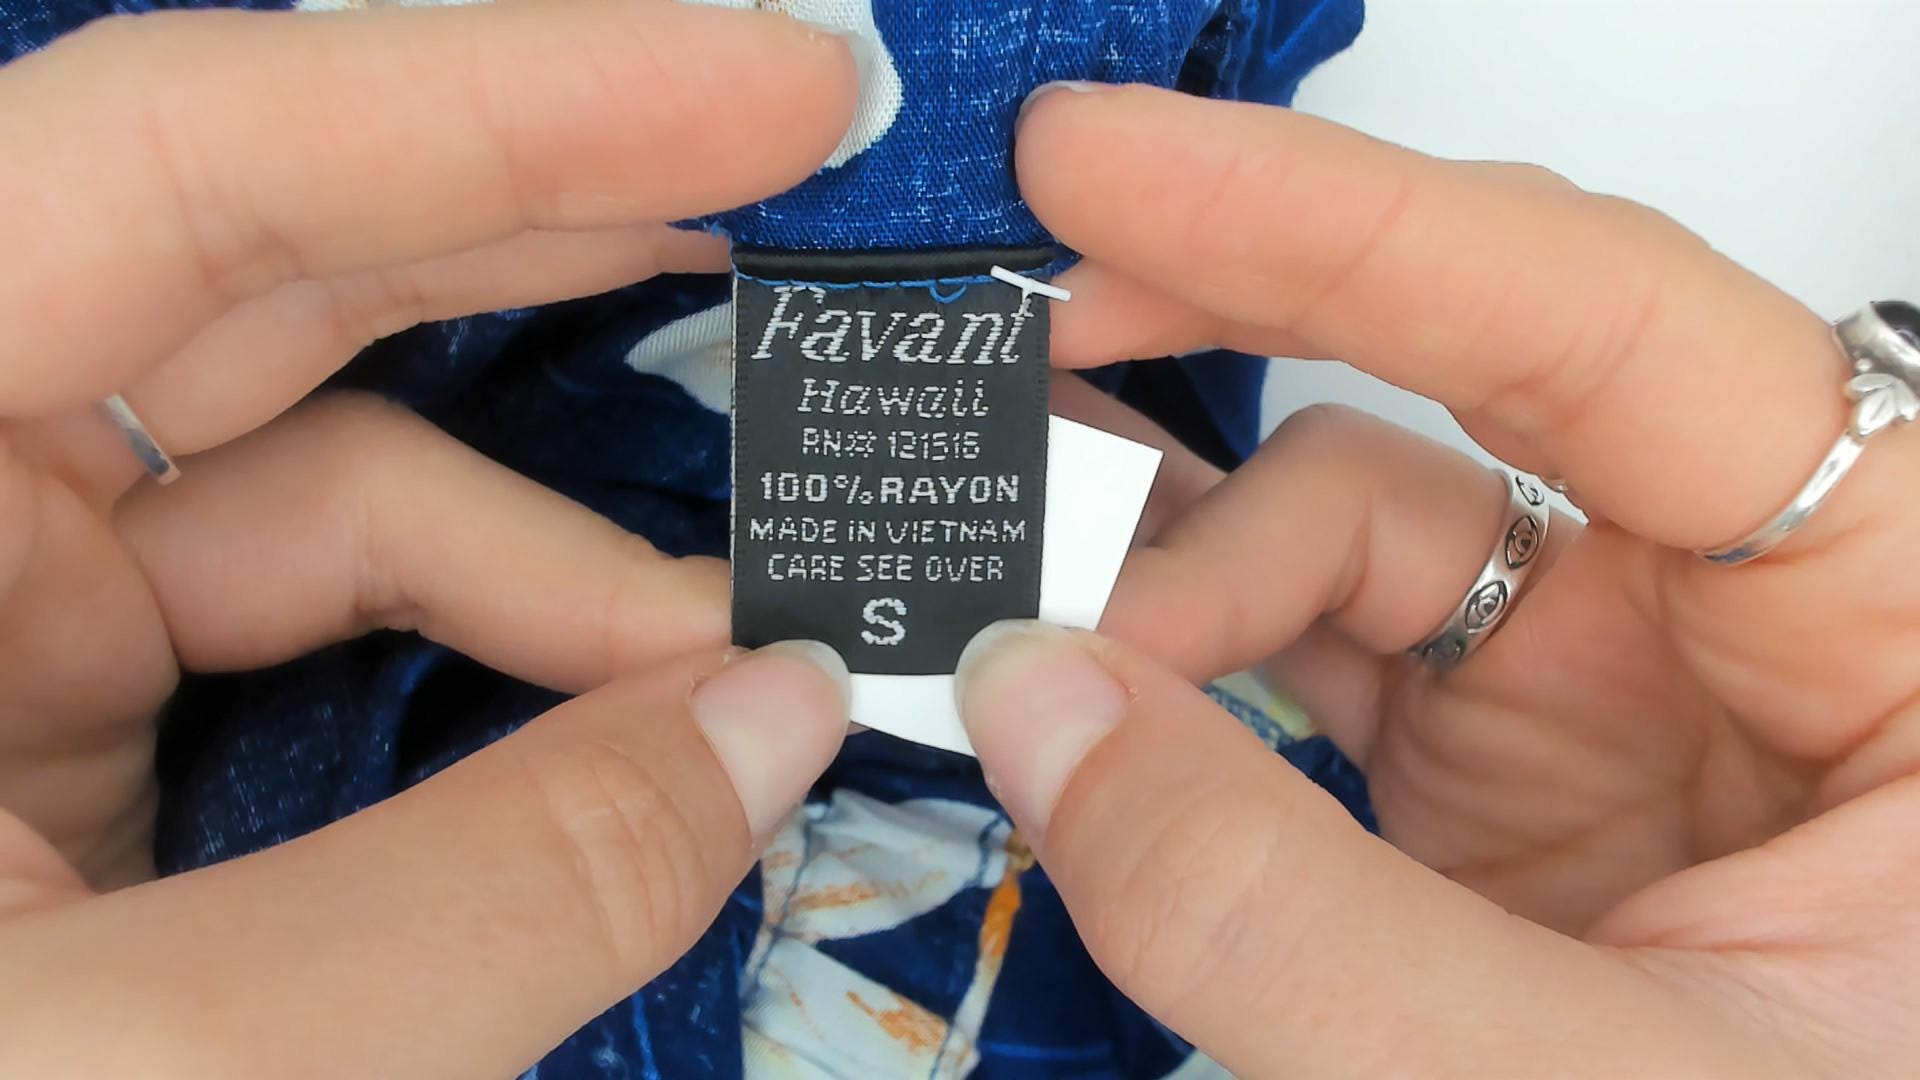 Favant
Hawaii
RN# 121516
100% RAYON
MADE IN VIETNAM
CARE SEE OVER
S